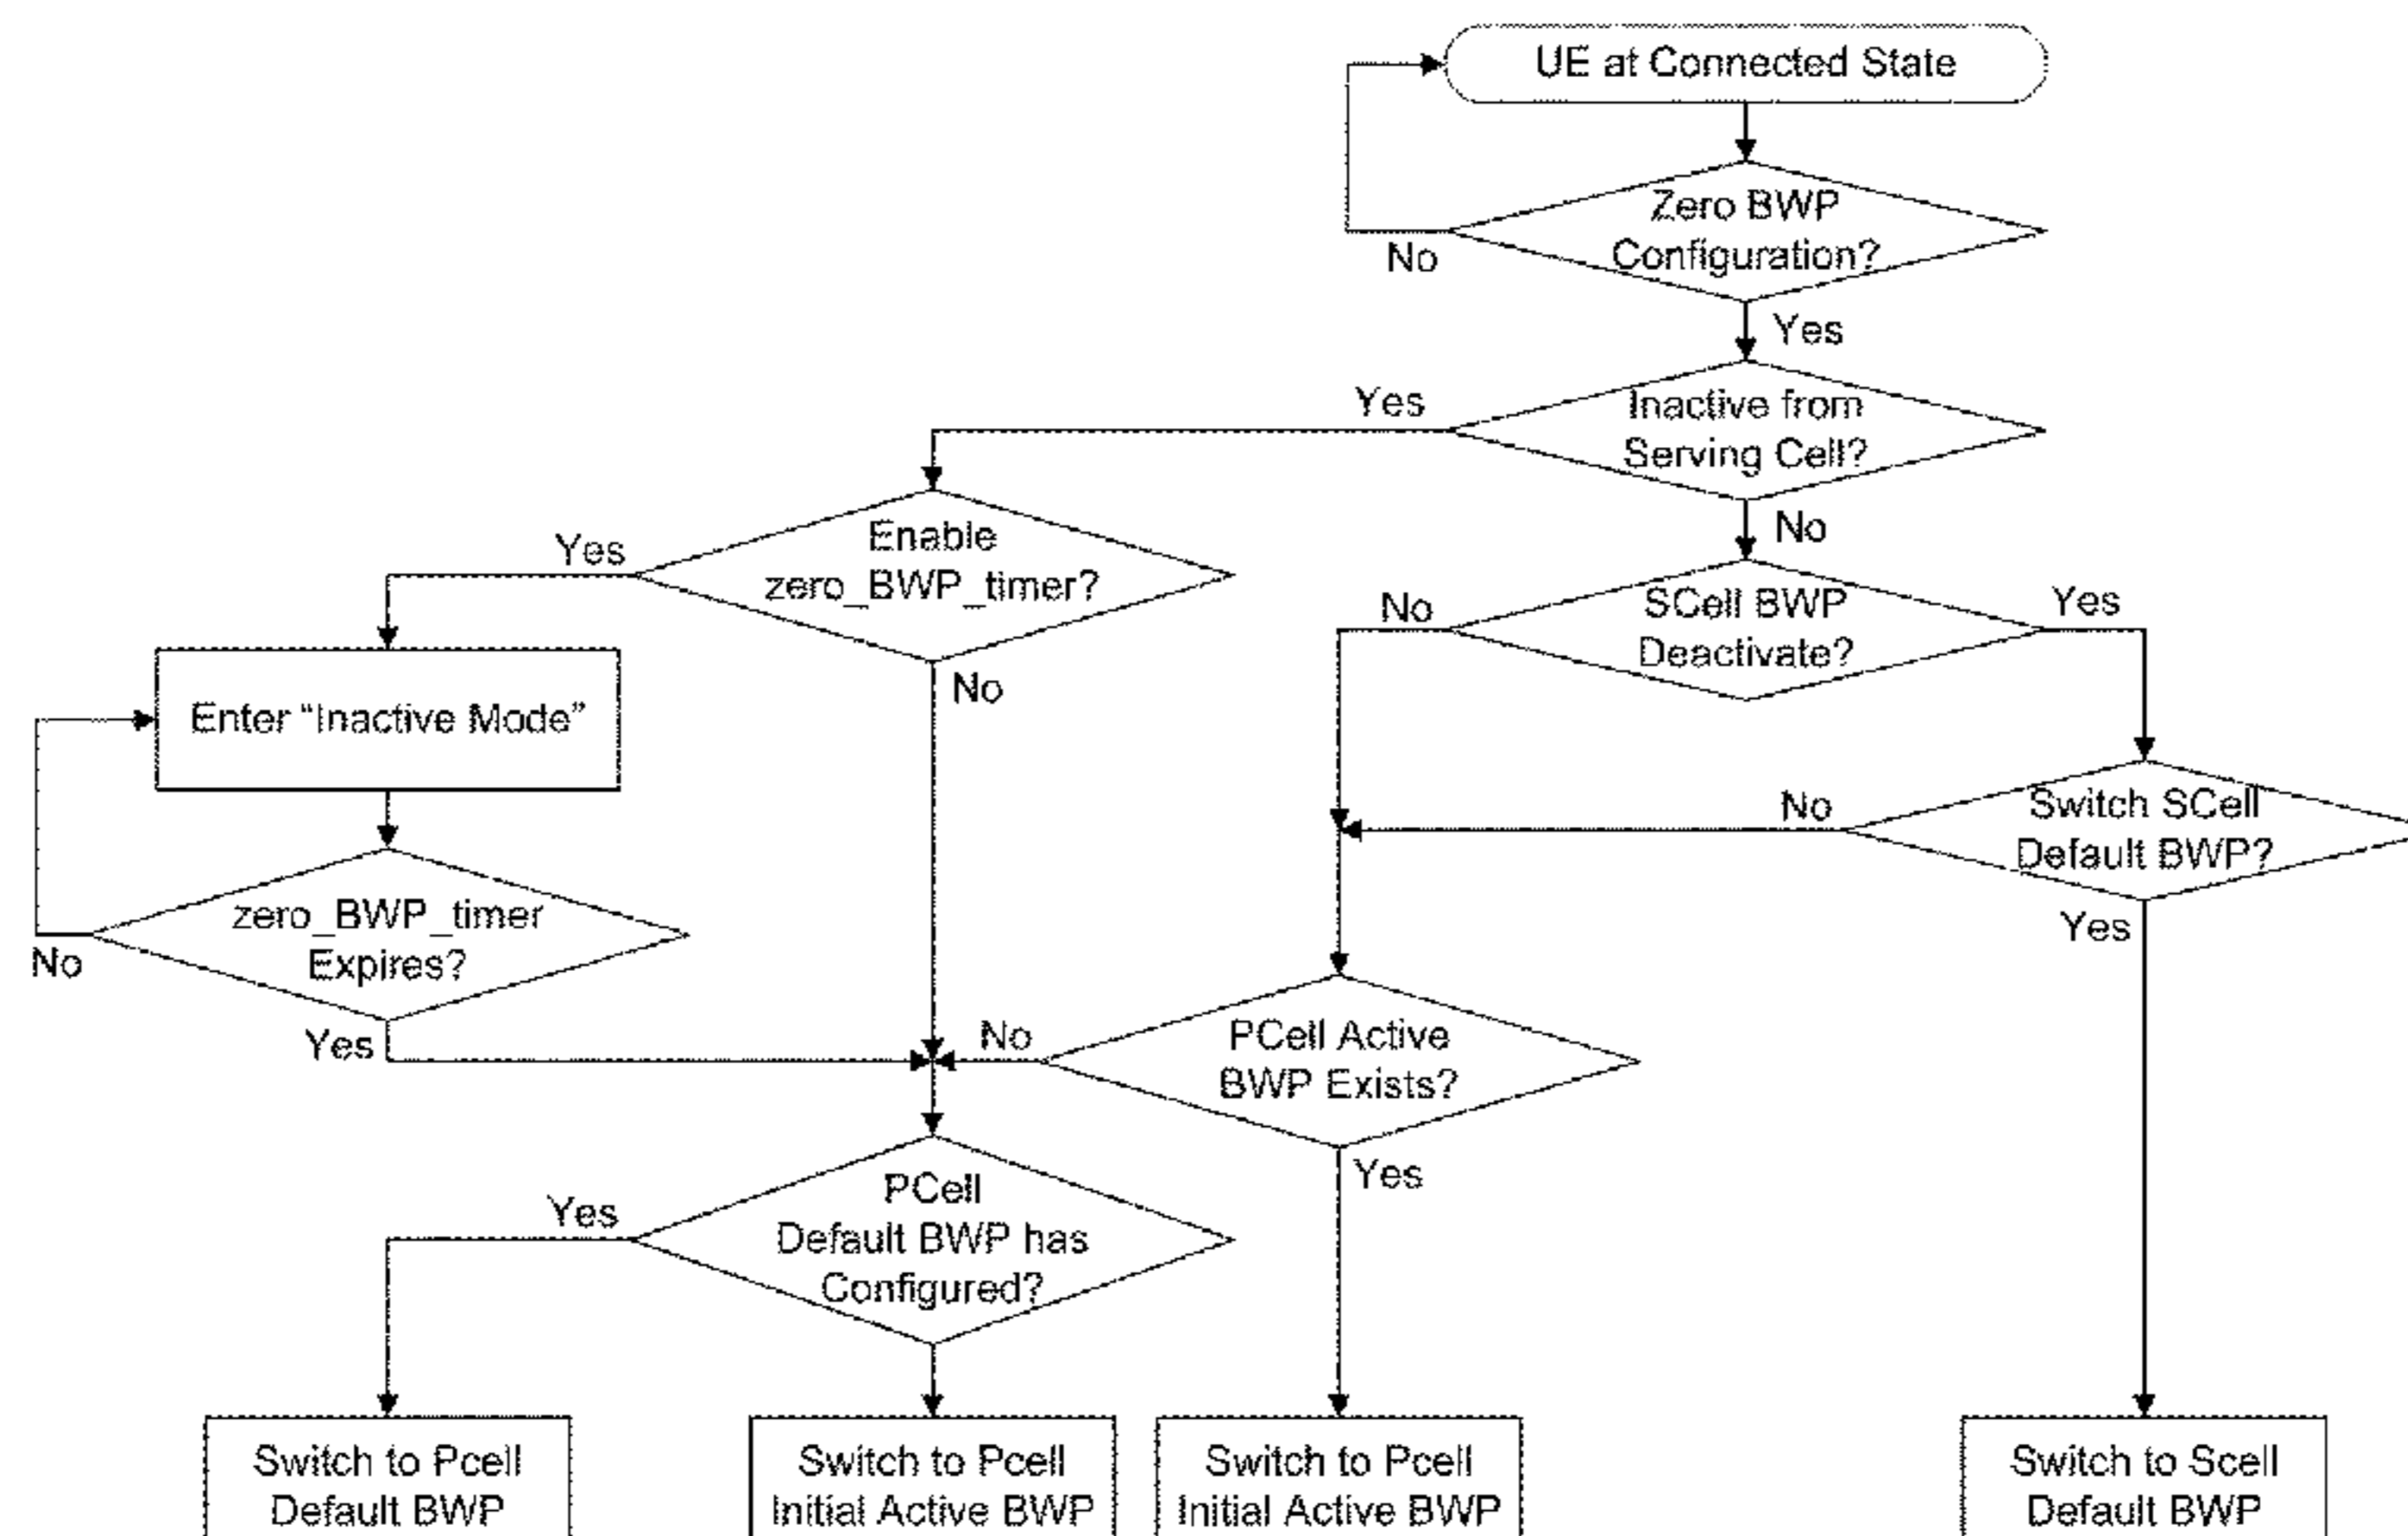 UE at Connected State
Zero BWP
Configuration?
No
Yes
Inactive from
Serving Cell?
Yes
No
Enable
zero_BWP_timer?
Yes
No
SCell BWP
Deactivate?
No
Yes
Enter “Inactive Mode”
Switch SCell
Default BWP?
No
Yes
zero_BWP_timer
Expires?
No
Yes
PCell Active
BWP Exists?
No
Yes
PCell
Default BWP has
Configured?
Yes
Switch to Pcell
Default BWP
Switch to Pcell
Initial Active BWP
Switch to Pcell
Initial Active BWP
Switch to Scell
Default BWP